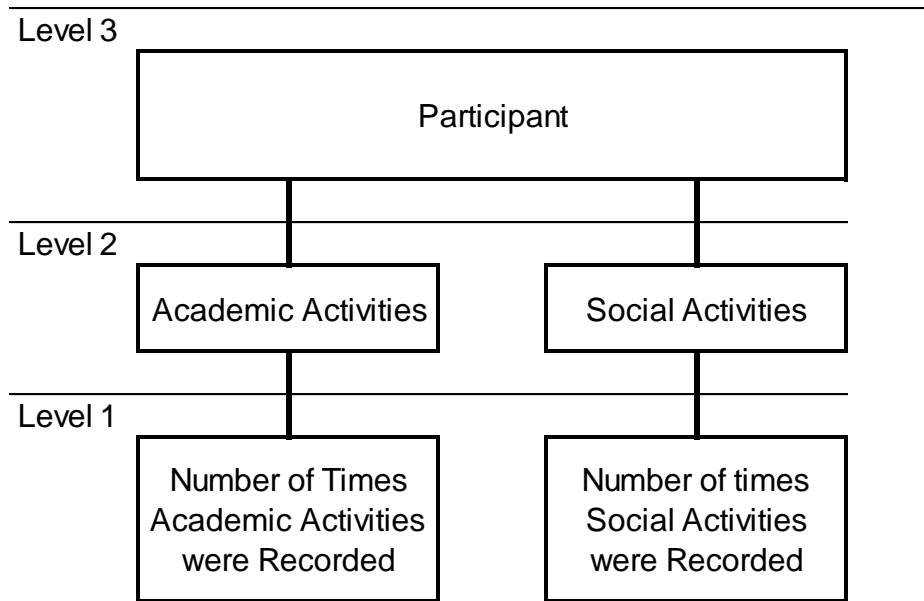 Level 3
Participant
Level 2
Academic Activities
Social Activities
Level 1
Number of Times
Academic Activities
were Recorded
Number of times
Social Activities
were Recorded